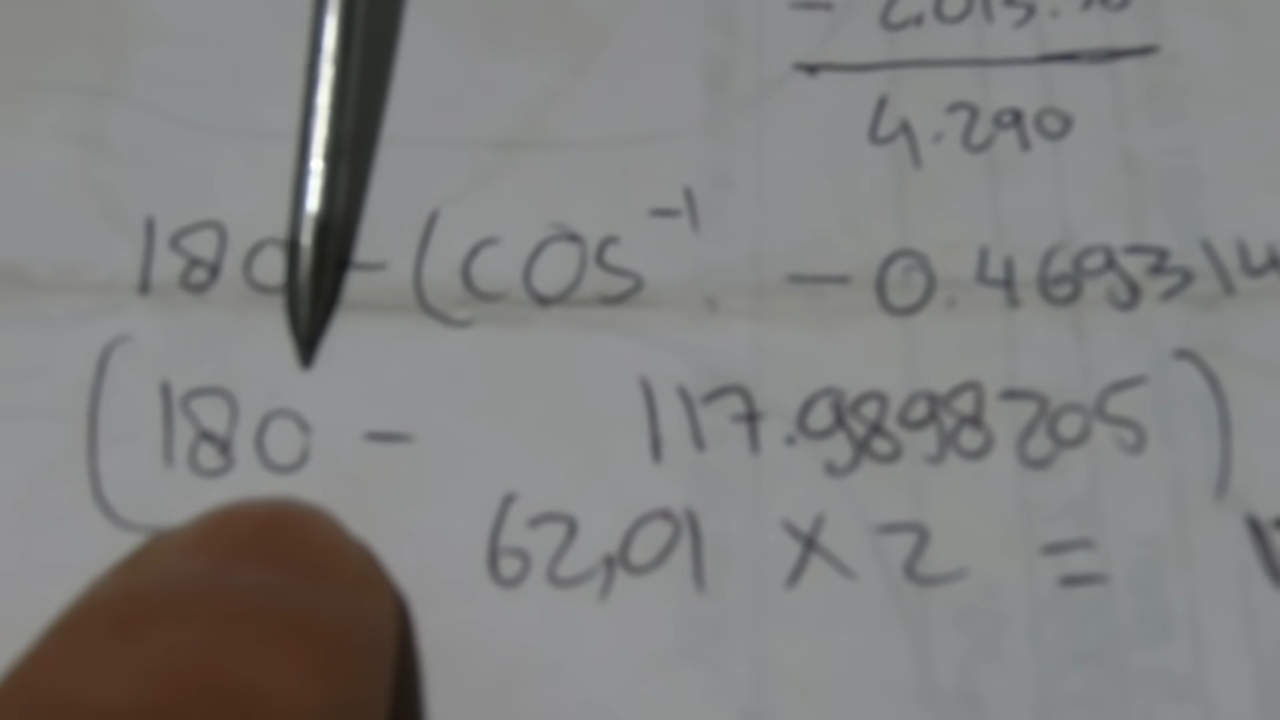 4.290
180-(COS⁻¹. -0.469314
(180 - 117.9898205)
62,01 x 2 =